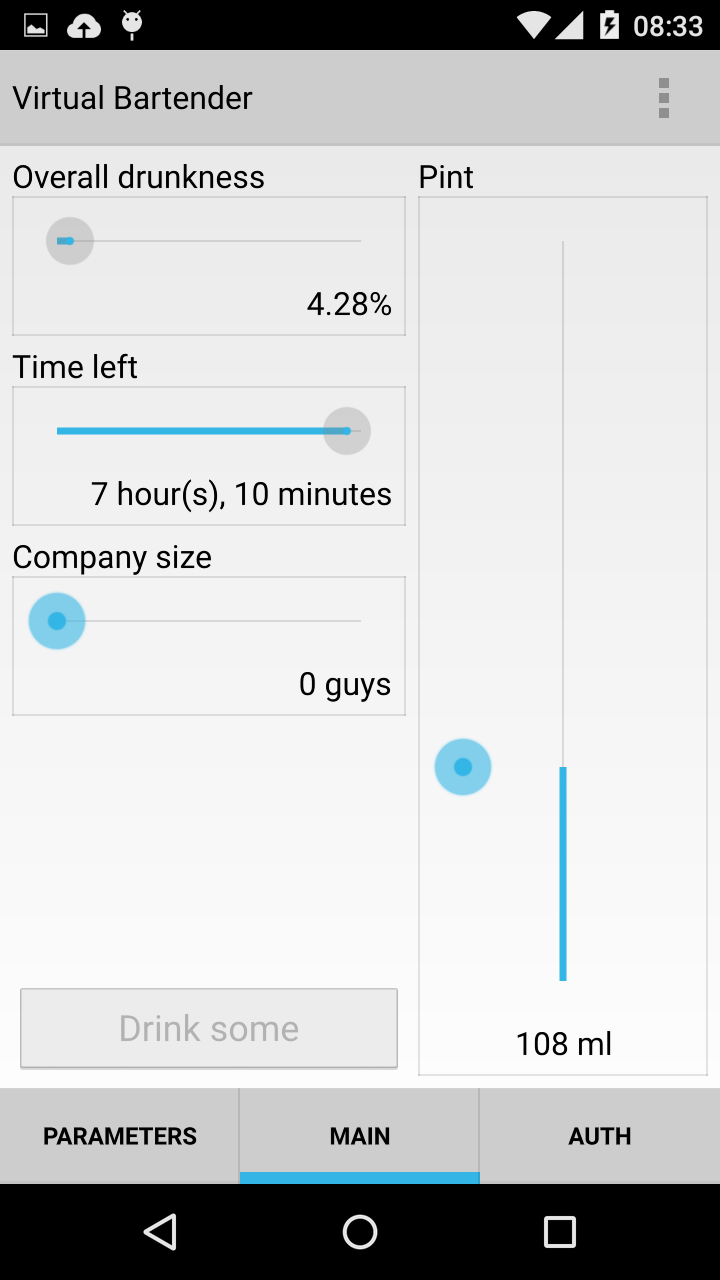 08:33
Virtual Bartender
Overall drunkness
4.28%
Time left
7 hour(s), 10 minutes
Company size
0 guys
Drink some
Pint
108 ml
PARAMETERS
MAIN
AUTH